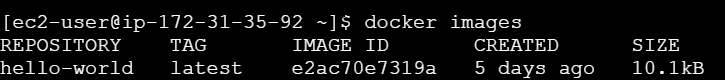 [ec2-user@ip-172-31-35-92 ~]$ docker images
REPOSITORY    TAG       IMAGE ID       CREATED      SIZE
hello-world   latest    e2ac70e7319a   5 days ago   10.1kB